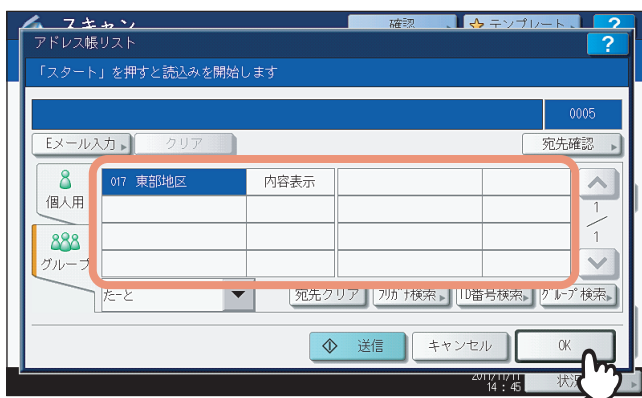 スキャン
確認
テンプレート
?
アドレス帳リスト
?
「スタート」を押すと読込みを開始します
0005
Eメール入力
クリア
宛先確認
個人用
017 東部地区
内容表示
1
1
グループ
たーと
宛先クリア
フリガナ検索
ID番号検索
グループ検索
送信
キャンセル
OK
2011/11/11
14：45
状況